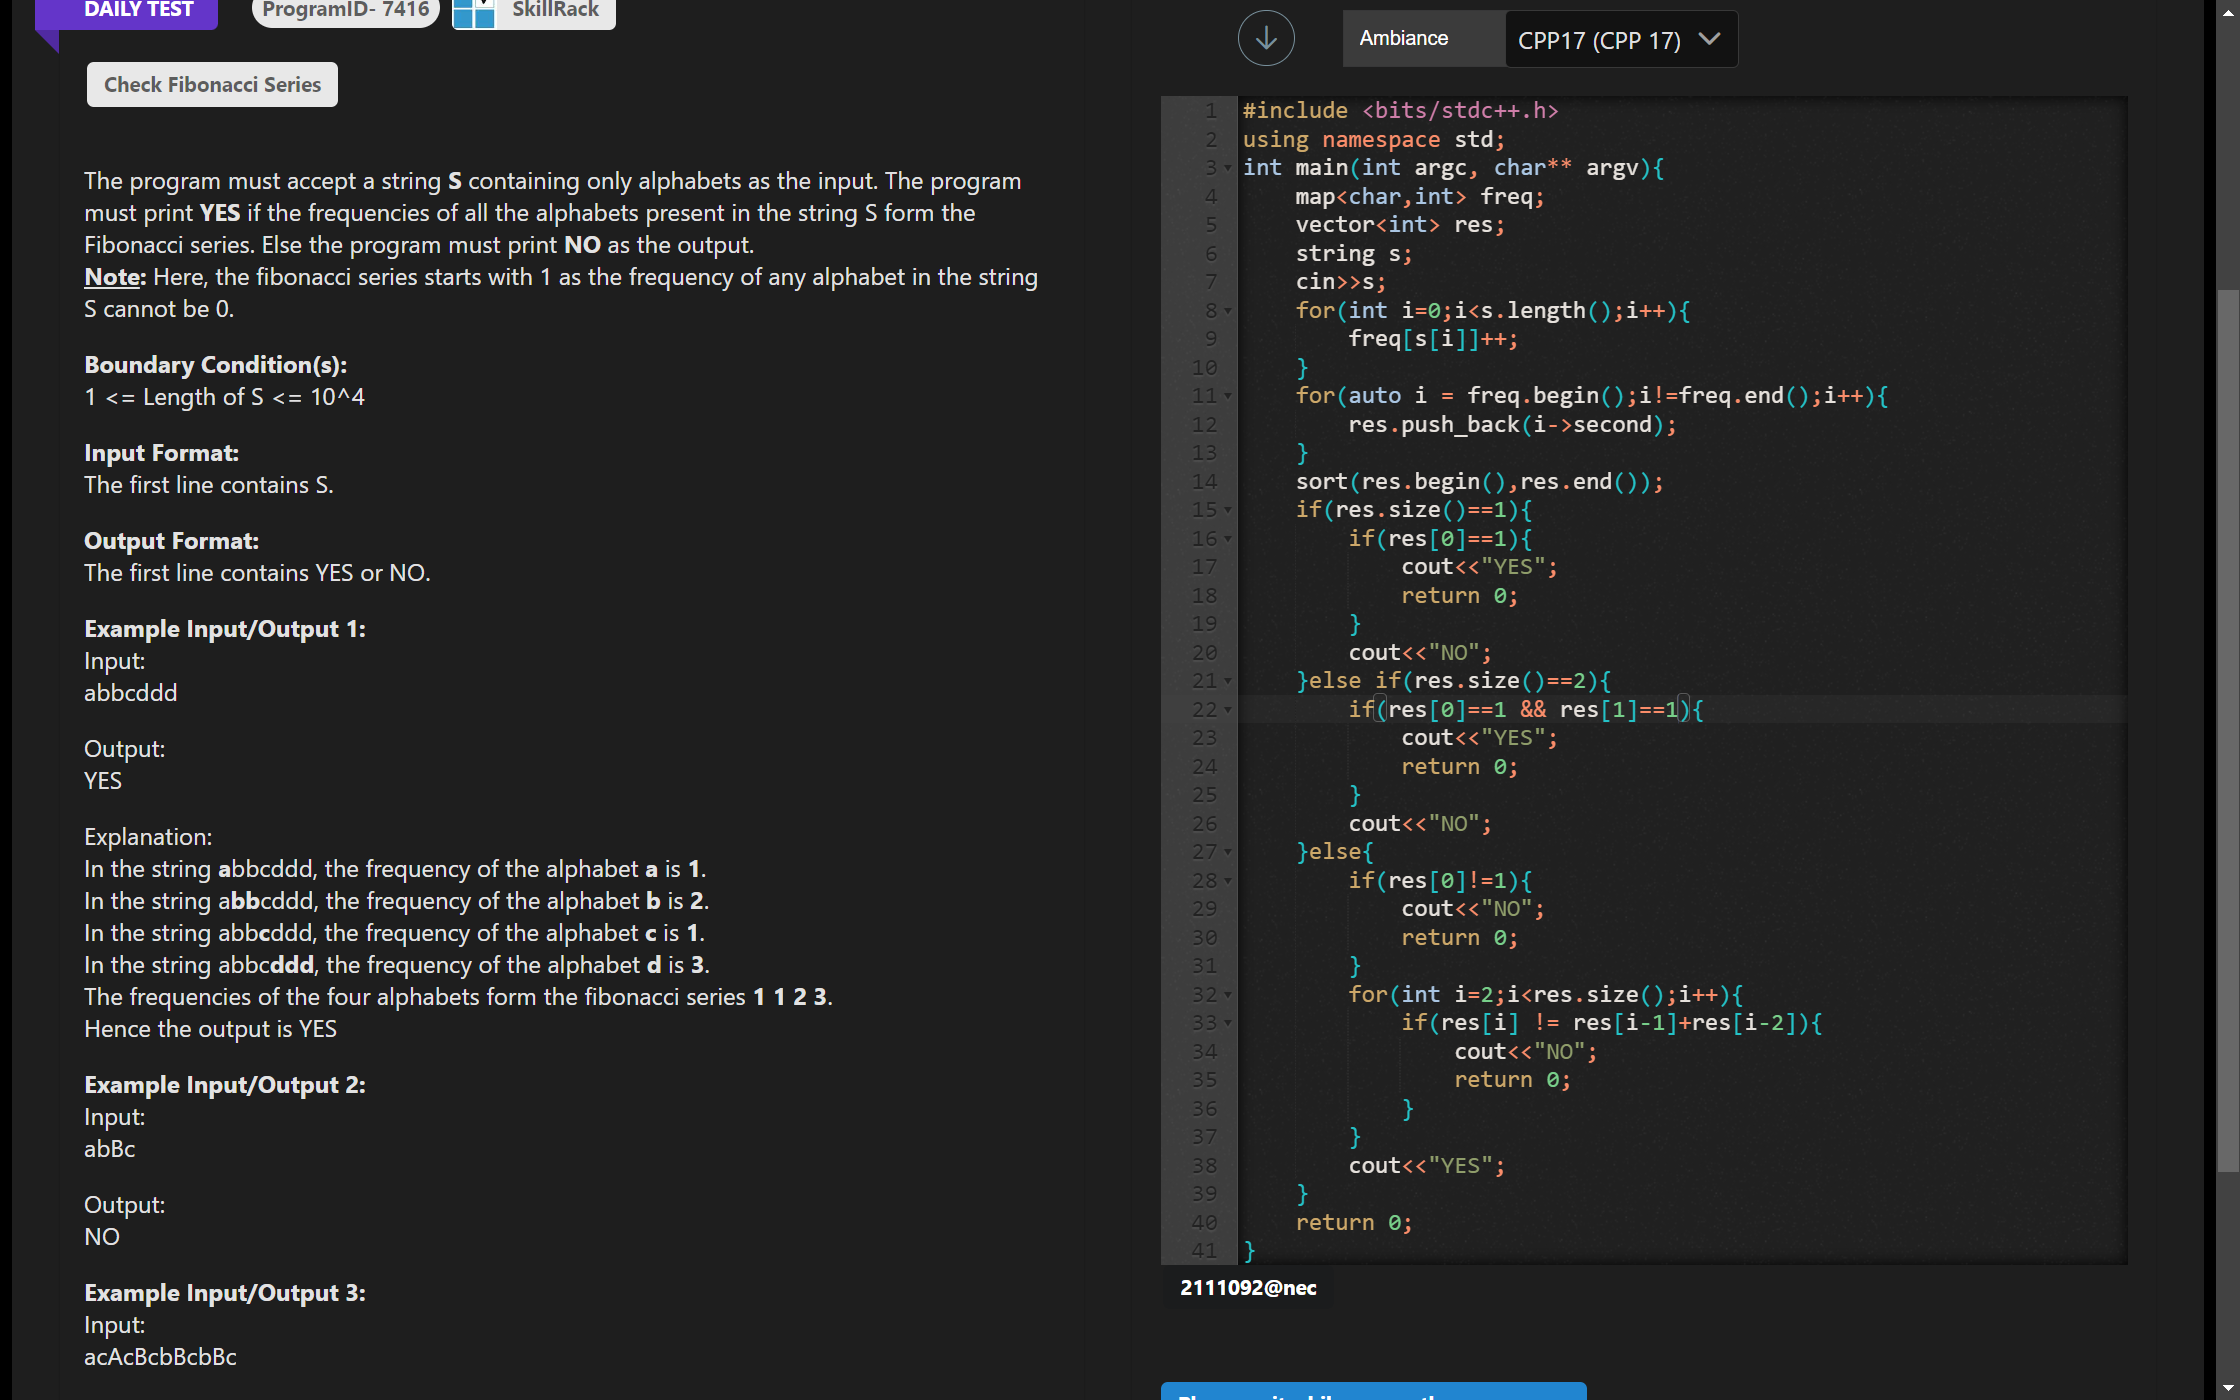 DAILY TEST
ProgramID- 7416
SkillRack
Check Fibonacci Series
The program must accept a string S containing only alphabets as the input. The program
must print YES if the frequencies of all the alphabets present in the string S form the
Fibonacci series. Else the program must print NO as the output.
Note: Here, the fibonacci series starts with 1 as the frequency of any alphabet in the string
S cannot be 0.
Boundary Condition(s):
1 <= Length of S <= 10^4
Input Format:
The first line contains S.
Output Format:
The first line contains YES or NO.
Example Input/Output 1:
Input:
abbcddd
Output:
YES
Explanation:
In the string abbcddd, the frequency of the alphabet a is 1.
In the string abbcddd, the frequency of the alphabet b is 2.
In the string abbcddd, the frequency of the alphabet c is 1.
In the string abbcddd, the frequency of the alphabet d is 3.
The frequencies of the four alphabets form the fibonacci series 1 1 2 3.
Hence the output is YES
Example Input/Output 2:
Input:
abBc
Output:
NO
Example Input/Output 3:
Input:
acAcBcbBcbBc
Ambiance
CPP17 (CPP 17)
1 #include <bits/stdc++.h>
2 using namespace std;
3 int main(int argc, char** argv){
4     map<char,int> freq;
5     vector<int> res;
6     string s;
7     cin>>s;
8     for(int i=0;i<s.length();i++){
9         freq[s[i]]++;
10     }
11     for(auto i = freq.begin();i!=freq.end();i++){
12         res.push_back(i->second);
13     }
14     sort(res.begin(),res.end());
15     if(res.size()==1){
16         if(res[0]==1){
17             cout<<"YES";
18             return 0;
19         }
20         cout<<"NO";
21     }else if(res.size()==2){
22         if(res[0]==1 && res[1]==1){
23             cout<<"YES";
24             return 0;
25         }
26         cout<<"NO";
27     }else{
28         if(res[0]!=1){
29             cout<<"NO";
30             return 0;
31         }
32         for(int i=2;i<res.size();i++){
33             if(res[i] != res[i-1]+res[i-2]){
34                 cout<<"NO";
35                 return 0;
36             }
37         }
38         cout<<"YES";
39     }
40     return 0;
41 }
2111092@nec